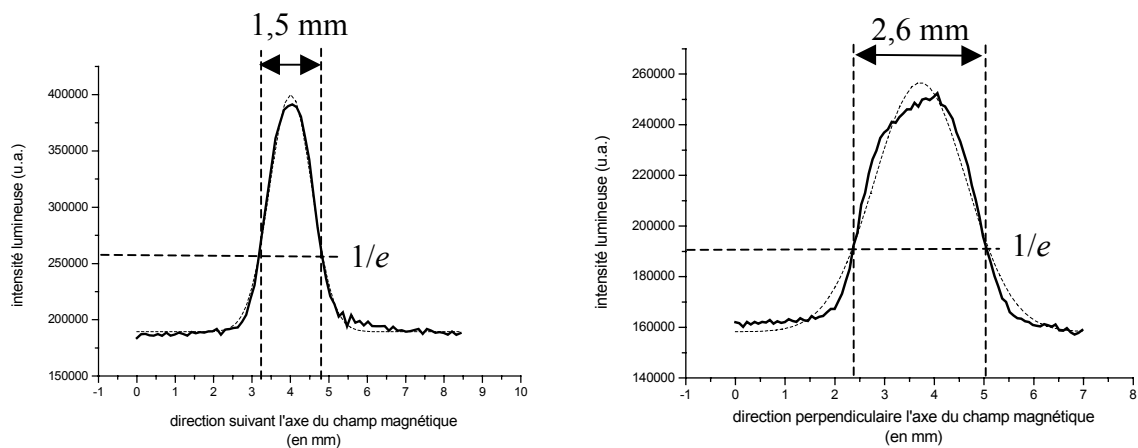 1,5 mm
400000
350000
300000
250000
200000
150000
intensité lumineuse (u.a.)
1/e
-1 0 1 2 3 4 5 6 7 8 9 10
direction suivant l'axe du champ magnétique
(en mm)
2,6 mm
260000
240000
220000
200000
180000
160000
140000
intensité lumineuse (u.a.)
1/e
-1 0 1 2 3 4 5 6 7 8
direction perpendiculaire l'axe du champ magnétique
(en mm)